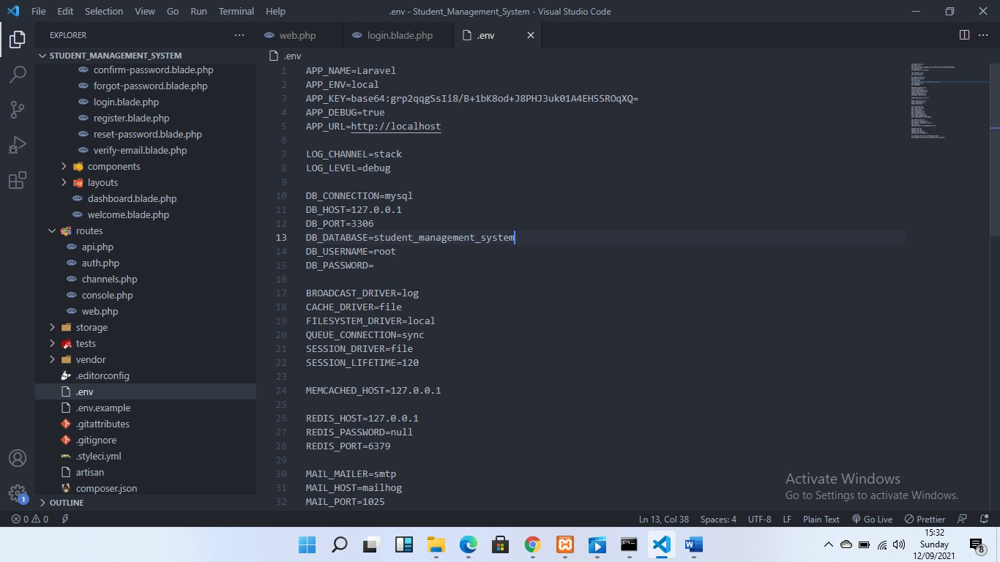 File Edit Selection View Go Run Terminal Help
.env - Student_Management_System - Visual Studio Code
EXPLORER
web.php
login.blade.php
.env
STUDENT_MANAGEMENT_SYSTEM
confirm-password.blade.php
forgot-password.blade.php
login.blade.php
register.blade.php
reset-password.blade.php
verify-email.blade.php
components
layouts
dashboard.blade.php
welcome.blade.php
routes
api.php
auth.php
channels.php
console.php
web.php
storage
tests
vendor
.editorconfig
.env
.env.example
.gitattributes
.gitignore
.styleci.yml
artisan
composer.json
OUTLINE
.env
1 APP_NAME=Laravel
2 APP_ENV=local
3 APP_KEY=base64:grp2qqgSsIi8/B+1bK8od+J8PHJ3uk01A4EH5SROqXQ=
4 APP_DEBUG=true
5 APP_URL=http://localhost
6
7 LOG_CHANNEL=stack
8 LOG_LEVEL=debug
9
10 DB_CONNECTION=mysql
11 DB_HOST=127.0.0.1
12 DB_PORT=3306
13 DB_DATABASE=student_management_system
14 DB_USERNAME=root
15 DB_PASSWORD=
16
17 BROADCAST_DRIVER=log
18 CACHE_DRIVER=file
19 FILESYSTEM_DRIVER=local
20 QUEUE_CONNECTION=sync
21 SESSION_DRIVER=file
22 SESSION_LIFETIME=120
23
24 MEMCACHED_HOST=127.0.0.1
25
26 REDIS_HOST=127.0.0.1
27 REDIS_PASSWORD=null
28 REDIS_PORT=6379
29
30 MAIL_MAILER=smtp
31 MAIL_HOST=mailhog
32 MAIL_PORT=1025
Activate Windows
Go to Settings to activate Windows.
1
0 0
Ln 13, Col 38 Spaces: 4 UTF-8 LF Plain Text Go Live Prettier
15:32
Sunday
12/09/2021
8